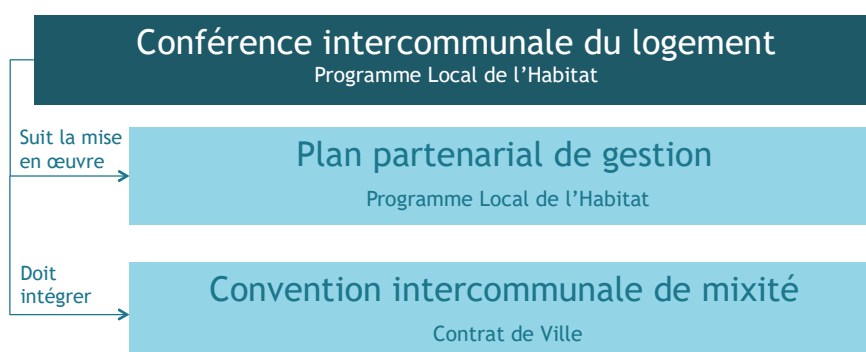 Conférence intercommunale du logement
Programme Local de l’Habitat
Suit la mise
en œuvre
Plan partenarial de gestion
Programme Local de l’Habitat
Doit
intégrer
Convention intercommunale de mixité
Contrat de Ville